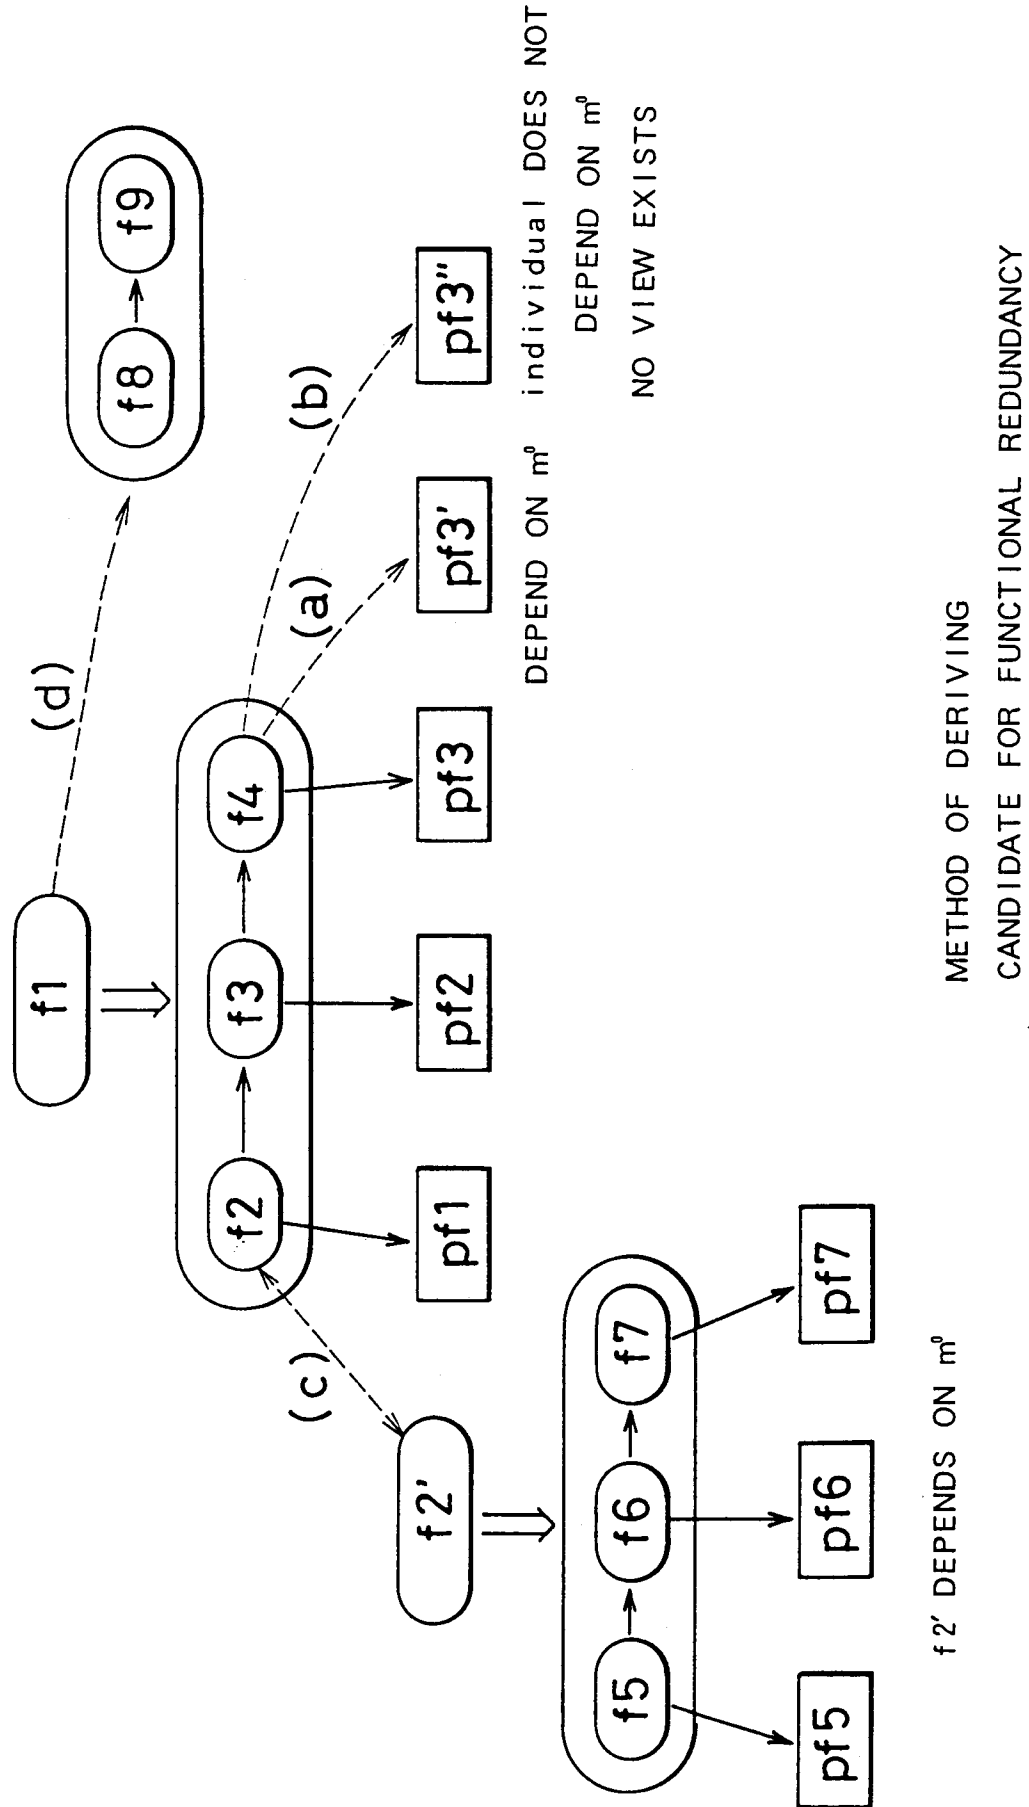 f1
(d)
f8
f9
f2
f3
f4
(c)
(a)
(b)
f2'
pf1
pf2
pf3
pf3'
pf3"
DEPEND ON m⁰
individual DOES NOT
DEPEND ON m⁰
NO VIEW EXISTS
f5
f6
f7
pf5
pf6
pf7
f2' DEPENDS ON m⁰
METHOD OF DERIVING
CANDIDATE FOR FUNCTIONAL REDUNDANCY